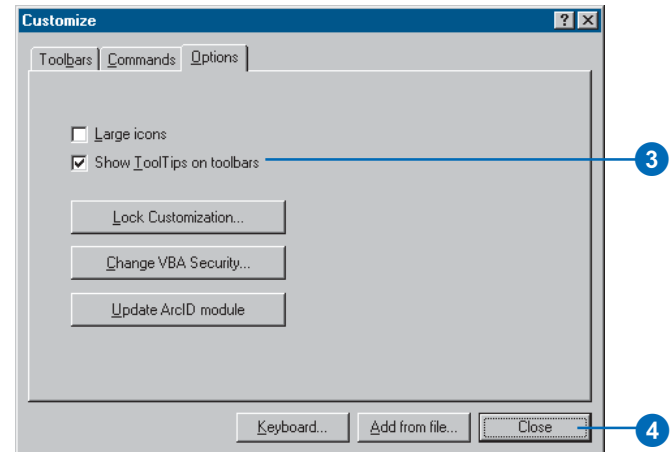 Customize
Toolbars Commands Options
Large icons
Show ToolTips on toolbars
3
Lock Customization...
Change VBA Security...
Update ArcID module
Keyboard... Add from file... Close
4